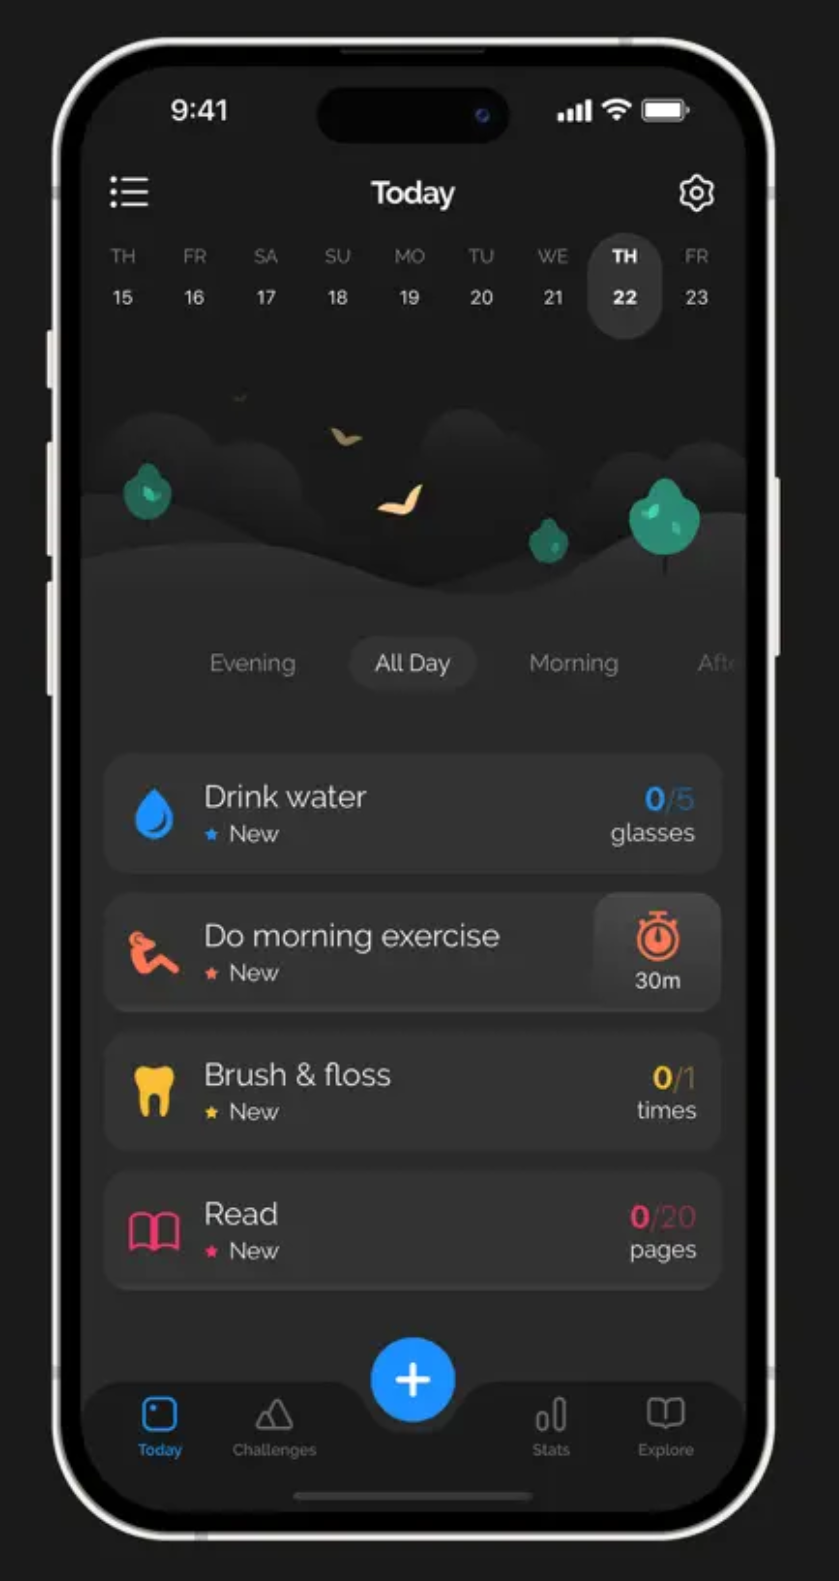 9:41
Today
TH FR SA SU MO TU WE TH FR
15 16 17 18 19 20 21 22 23
Evening All Day Morning Afte
Drink water
New
0/5
glasses
Do morning exercise
New
30m
Brush & floss
New
0/1
times
Read
New
0/20
pages
+
Today Challenges Stats Explore